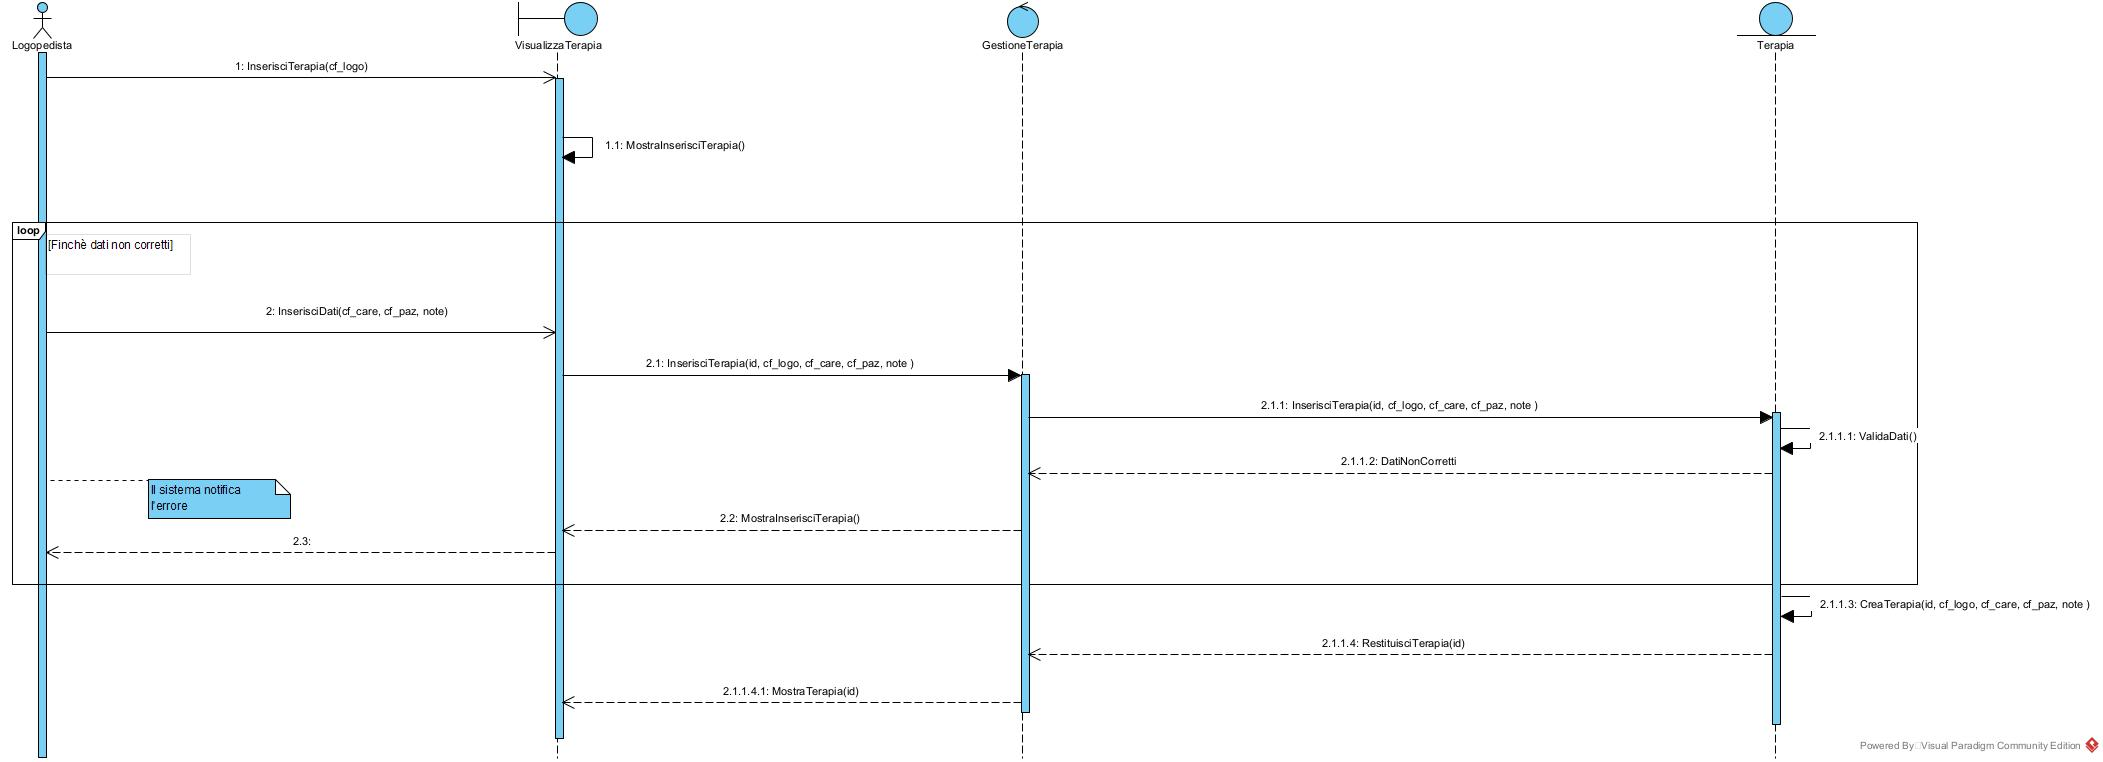 Logopedista
VisualizzaTerapia
GestioneTerapia
Terapia
1: InserisciTerapia(cf_logo)
1.1: MostraInserisciTerapia()
loop
[Finchè dati non corretti]
2: InserisciDati(cf_care, cf_paz, note)
2.1: InserisciTerapia(id, cf_logo, cf_care, cf_paz, note )
2.1.1: InserisciTerapia(id, cf_logo, cf_care, cf_paz, note )
2.1.1.1: ValidaDati()
2.1.1.2: DatiNonCorretti
Il sistema notifica
l'errore
2.2: MostraInserisciTerapia()
2.3:
2.1.1.3: CreaTerapia(id, cf_logo, cf_care, cf_paz, note )
2.1.1.4: RestituisciTerapia(id)
2.1.1.4.1: MostraTerapia(id)
Powered By Visual Paradigm Community Edition